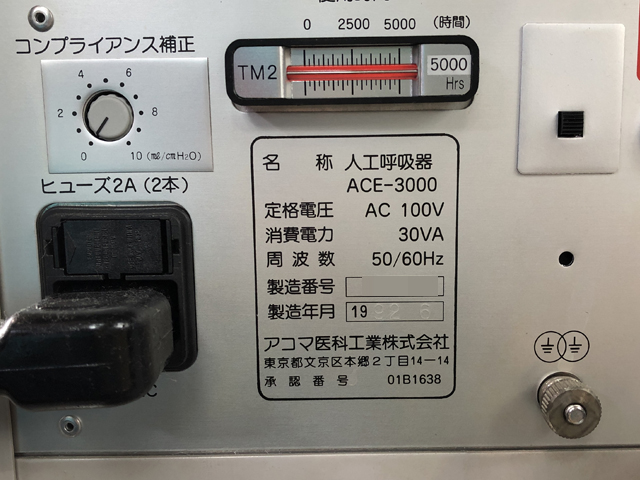 0 2500 5000 (時間)
TM2
5000
Hrs
コンプライアンス補正
4 6
2 8
0 10 (ml/cmH2O)
ヒューズ2A (2本)
名 称 人工呼吸器
ACE-3000
定格電圧 AC 100V
消費電力 30VA
周波数 50/60Hz
製造番号
製造年月 1992 6
アコマ医科工業株式会社
東京都文京区本郷2丁目14-14
承認番号 01B1638
C